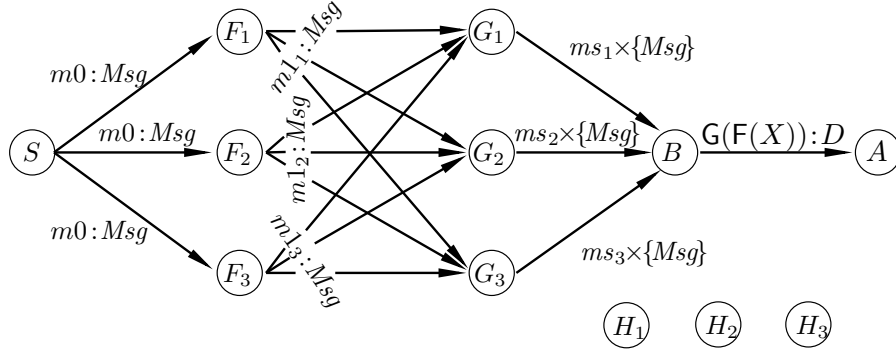 F₁
G₁
m1₁ : Msg
ms₁×{Msg}
m0 : Msg
S
m0 : Msg
F₂
m1₂ : Msg
G₂
ms₂×{Msg}
B
G(F(X)) : D
A
m0 : Msg
F₃
m1₃ : Msg
G₃
ms₃×{Msg}
H₁ H₂ H₃